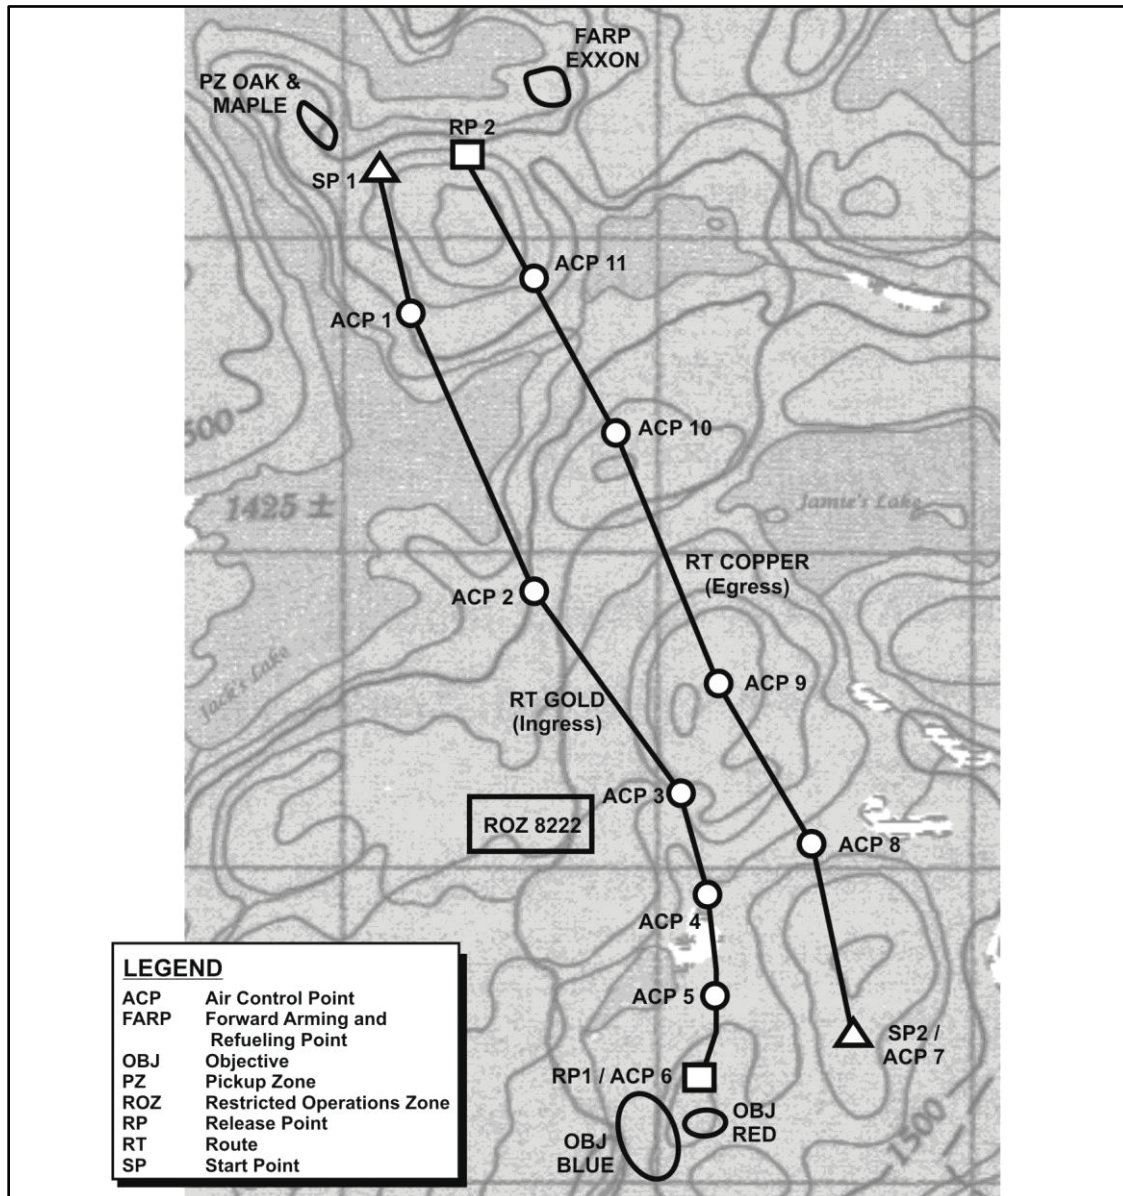 FARP
EXXON
PZ OAK &
MAPLE
RP 2
SP 1
ACP 11
ACP 1
500
ACP 10
1425 ±
Jamie's Lake
RT COPPER
(Egress)
ACP 2
Jack's Lake
ACP 9
RT GOLD
(Ingress)
ACP 3
ROZ 8222
ACP 8
ACP 4
ACP 5
SP2 /
ACP 7
RP1 / ACP 6
OBJ
RED
OBJ
BLUE
1500
LEGEND
ACP Air Control Point
FARP Forward Arming and
Refueling Point
OBJ Objective
PZ Pickup Zone
ROZ Restricted Operations Zone
RP Release Point
RT Route
SP Start Point